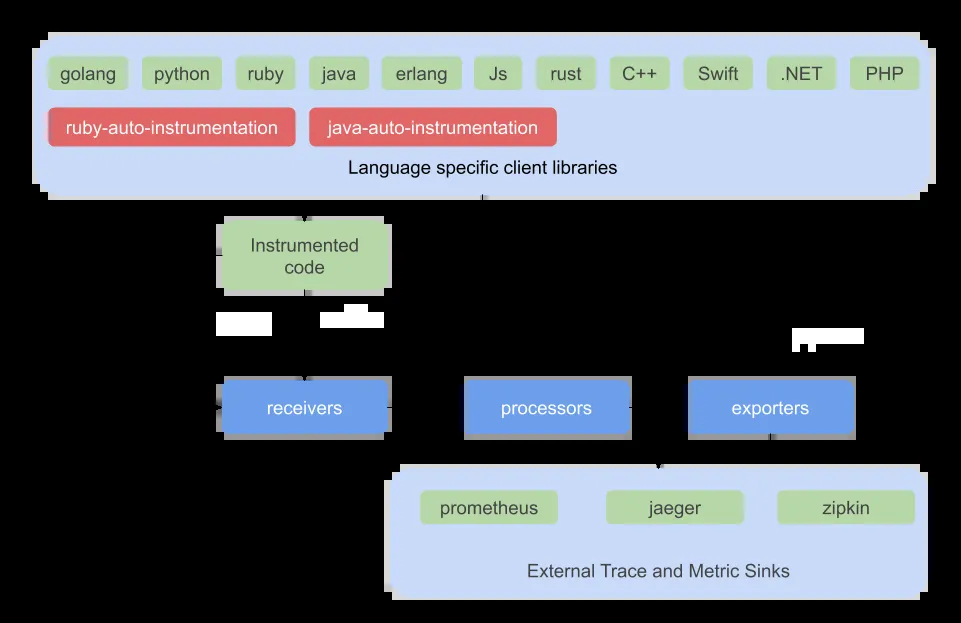 golang python ruby java erlang Js rust C++ Swift .NET PHP
ruby-auto-instrumentation java-auto-instrumentation
Language specific client libraries
Instrumented
code
receivers processors exporters
prometheus jaeger zipkin
External Trace and Metric Sinks